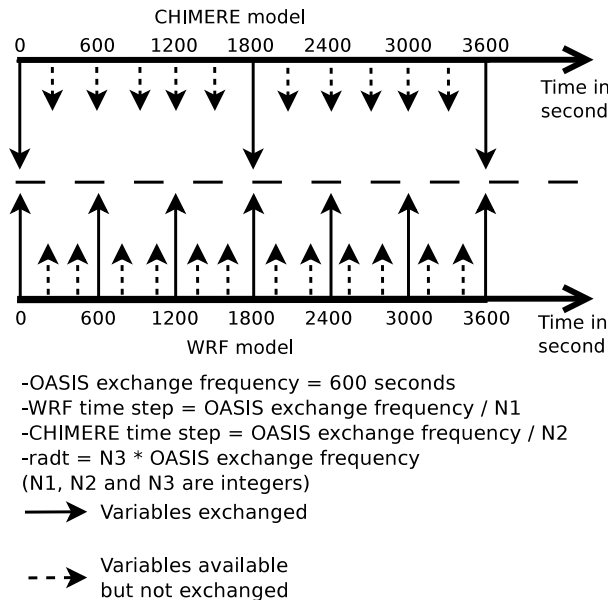 CHIMERE model
0 600 1200 1800 2400 3000 3600
Time in
second
0 600 1200 1800 2400 3000 3600
Time in
second
WRF model
-OASIS exchange frequency = 600 seconds
-WRF time step = OASIS exchange frequency / N1
-CHIMERE time step = OASIS exchange frequency / N2
-radt = N3 * OASIS exchange frequency
(N1, N2 and N3 are integers)
Variables exchanged
Variables available
but not exchanged